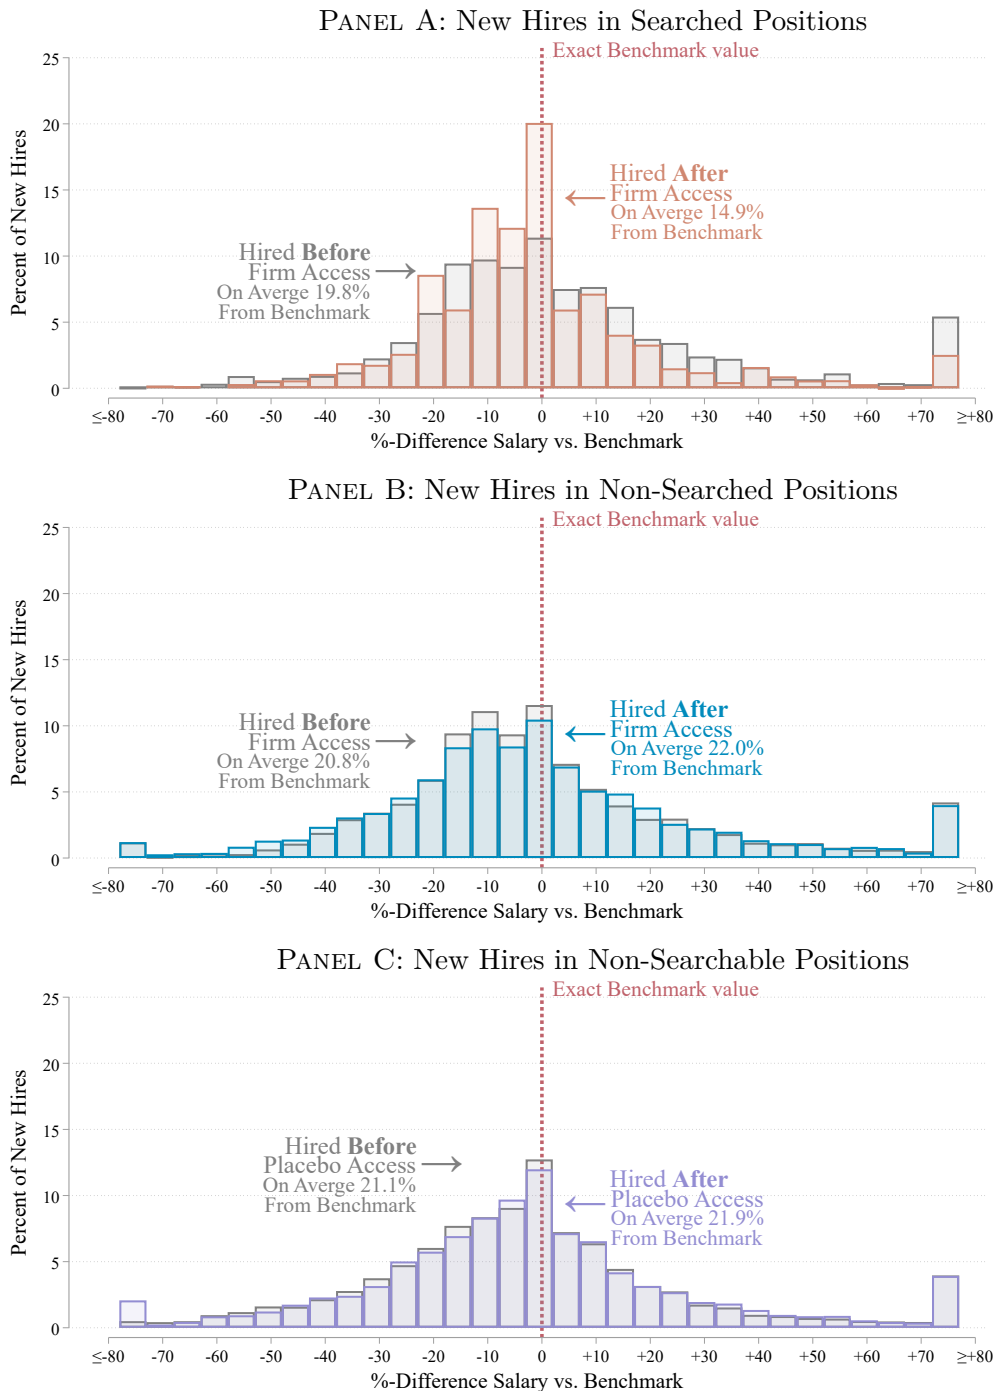 PANEL A: New Hires in Searched Positions
Exact Benchmark value
25
20
15
10
5
0
Percent of New Hires
Hired After
Firm Access
On Averge 14.9%
From Benchmark
Hired Before
Firm Access
On Averge 19.8%
From Benchmark
≤-80 -70 -60 -50 -40 -30 -20 -10 0 +10 +20 +30 +40 +50 +60 +70 ≥+80
%-Difference Salary vs. Benchmark
PANEL B: New Hires in Non-Searched Positions
Exact Benchmark value
25
20
15
10
5
0
Percent of New Hires
Hired Before
Firm Access
On Averge 20.8%
From Benchmark
Hired After
Firm Access
On Averge 22.0%
From Benchmark
≤-80 -70 -60 -50 -40 -30 -20 -10 0 +10 +20 +30 +40 +50 +60 +70 ≥+80
%-Difference Salary vs. Benchmark
PANEL C: New Hires in Non-Searchable Positions
Exact Benchmark value
25
20
15
10
5
0
Percent of New Hires
Hired Before
Placebo Access
On Averge 21.1%
From Benchmark
Hired After
Placebo Access
On Averge 21.9%
From Benchmark
≤-80 -70 -60 -50 -40 -30 -20 -10 0 +10 +20 +30 +40 +50 +60 +70 ≥+80
%-Difference Salary vs. Benchmark